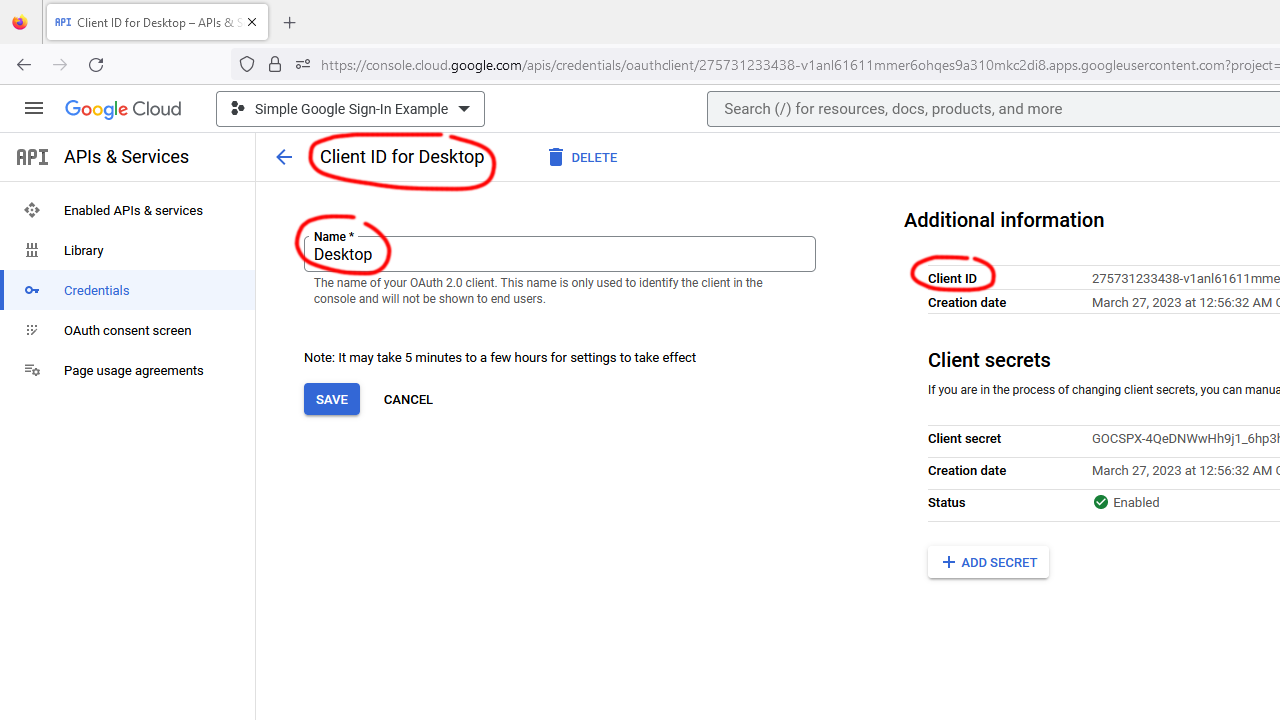 API Client ID for Desktop – APIs & S
https://console.cloud.google.com/apis/credentials/oauthclient/275731233438-v1anl61611mmer6ohqes9a310mkc2di8.apps.googleusercontent.com?project=
Google Cloud
Simple Google Sign-In Example
Search (/) for resources, docs, products, and more
API APIs & Services
Client ID for Desktop
DELETE
Enabled APIs & services
Library
Credentials
OAuth consent screen
Page usage agreements
Name *
Desktop
The name of your OAuth 2.0 client. This name is only used to identify the client in the
console and will not be shown to end users.
Note: It may take 5 minutes to a few hours for settings to take effect
SAVE CANCEL
Additional information
Client ID 275731233438-v1anl61611mme
Creation date March 27, 2023 at 12:56:32 AM G
Client secrets
If you are in the process of changing client secrets, you can manua
Client secret GOCSPX-4QeDNWwHh9j1_6hp3h
Creation date March 27, 2023 at 12:56:32 AM G
Status Enabled
ADD SECRET